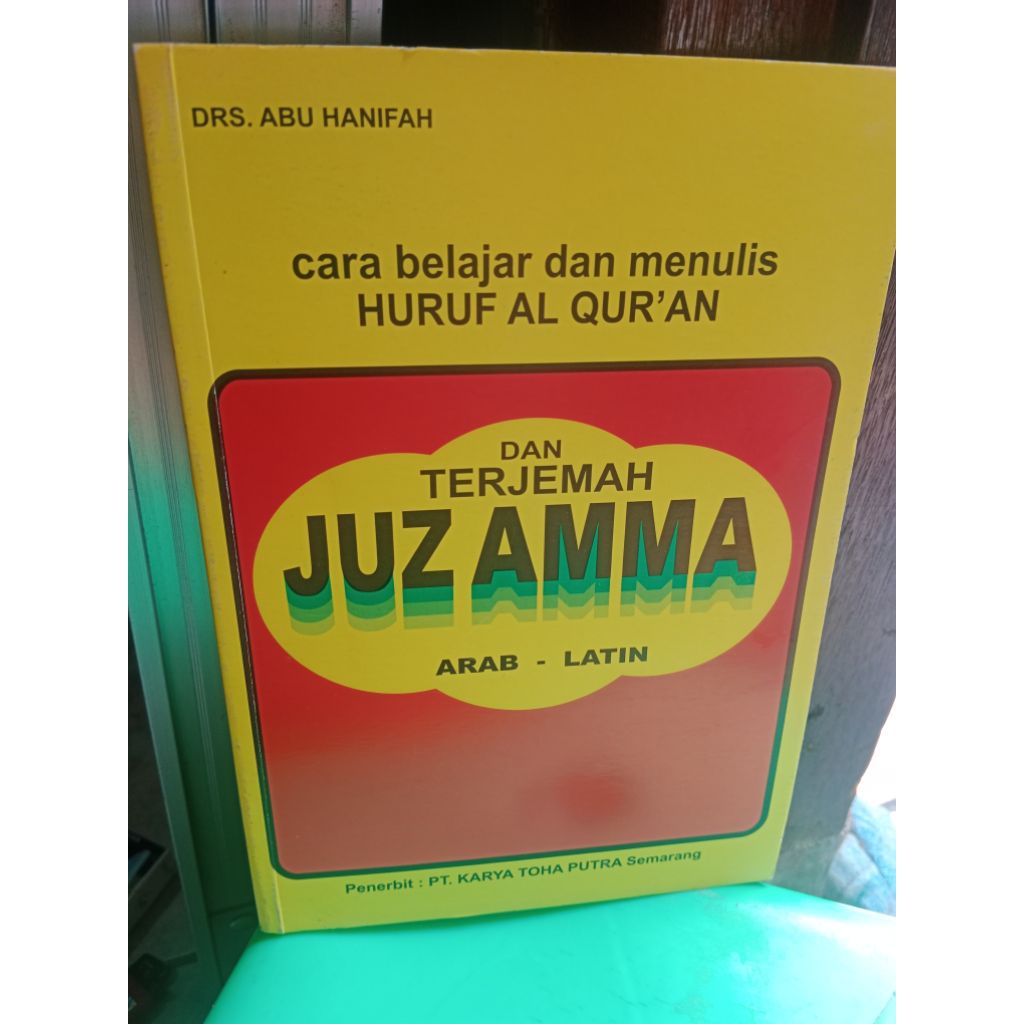 DRS. ABU HANIFAH
cara belajar dan menulis
HURUF AL QUR'AN
DAN
TERJEMAH
JUZ AMMA
ARAB - LATIN
Penerbit : PT. KARYA TOHA PUTRA Semarang